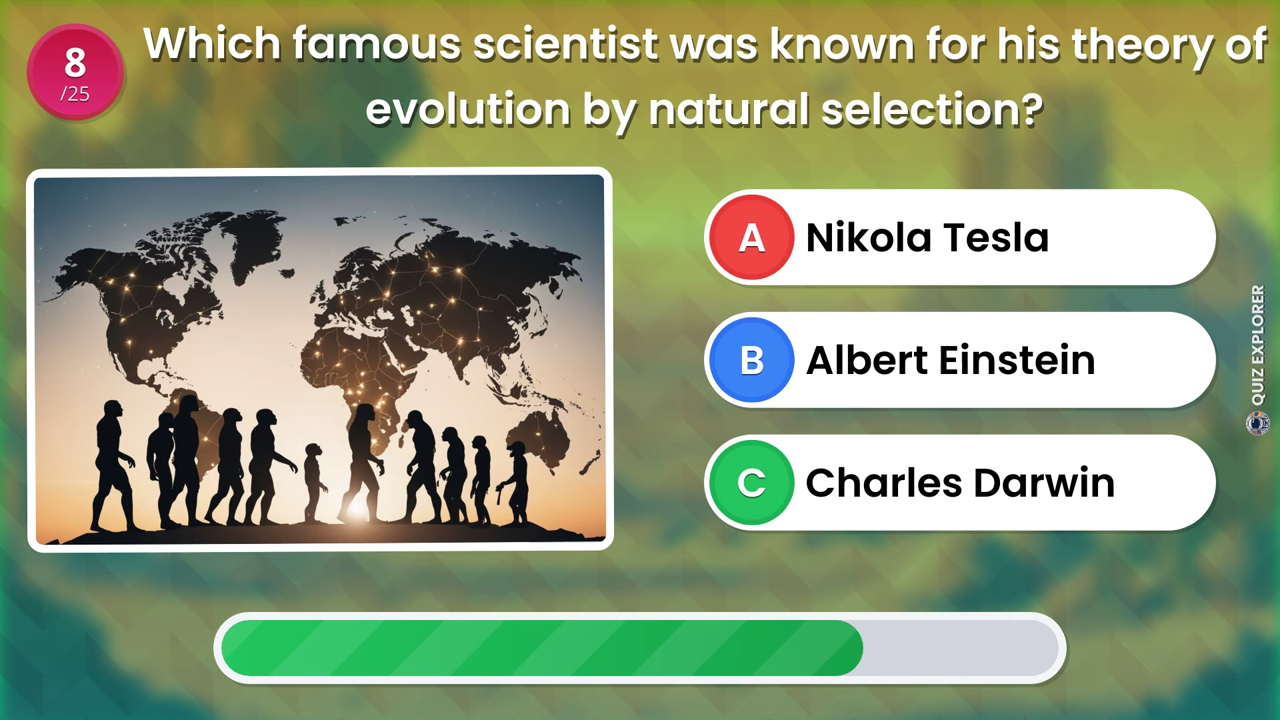 8
/25
Which famous scientist was known for his theory of
evolution by natural selection?
A Nikola Tesla
B Albert Einstein
C Charles Darwin
QUIZ EXPLORER